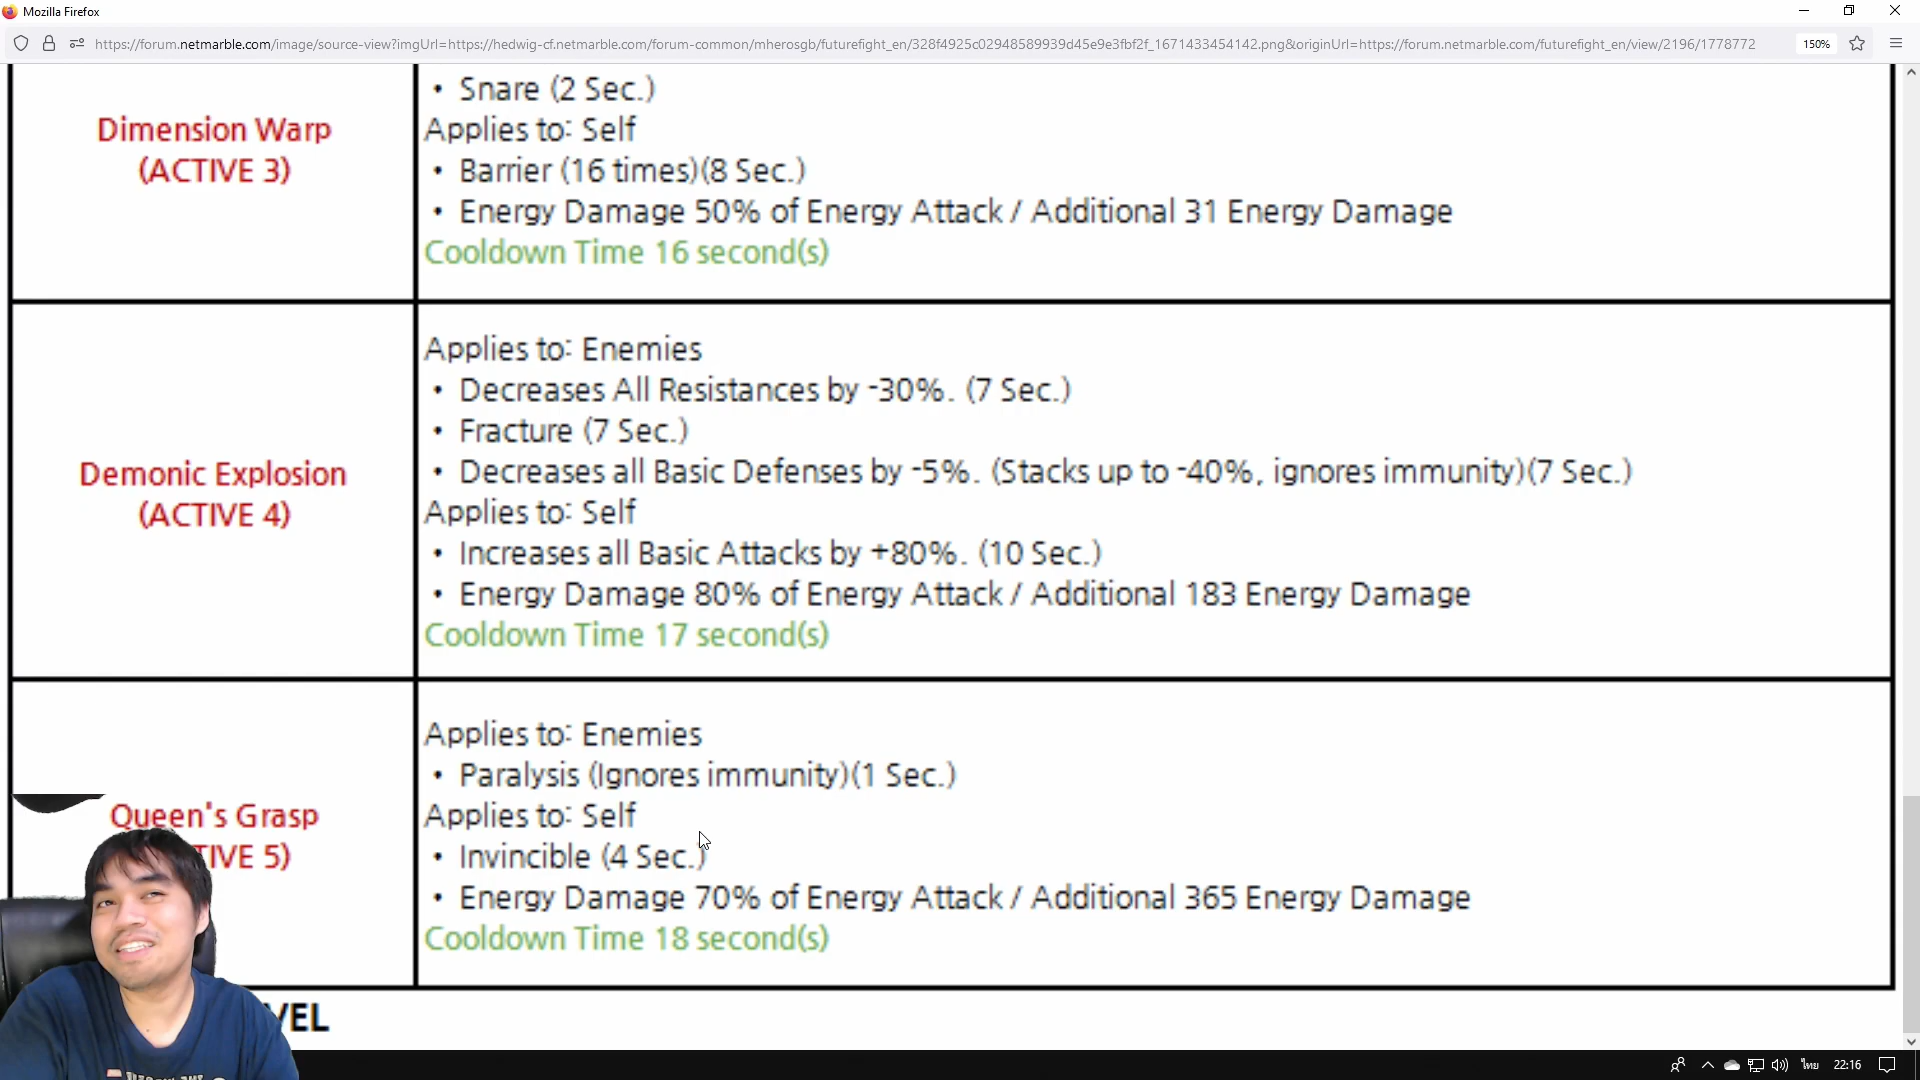 Mozilla Firefox
https://forum.netmarble.com/image/source-view?imgUrl=https://hedwig-cf.netmarble.com/forum-common/mherosgb/futurefight_en/328f4925c02948589939d45e9e3fbf2f_1671433454142.png&originUrl=https://forum.netmarble.com/futurefight_en/view/2196/1778772
150%
• Snare (2 Sec.)
Dimension Warp
(ACTIVE 3)
Applies to: Self
• Barrier (16 times)(8 Sec.)
• Energy Damage 50% of Energy Attack / Additional 31 Energy Damage
Cooldown Time 16 second(s)
Demonic Explosion
(ACTIVE 4)
Applies to: Enemies
• Decreases All Resistances by -30%. (7 Sec.)
• Fracture (7 Sec.)
• Decreases all Basic Defenses by -5%. (Stacks up to -40%, ignores immunity)(7 Sec.)
Applies to: Self
• Increases all Basic Attacks by +80%. (10 Sec.)
• Energy Damage 80% of Energy Attack / Additional 183 Energy Damage
Cooldown Time 17 second(s)
Queen's Grasp
TIVE 5)
Applies to: Enemies
• Paralysis (Ignores immunity)(1 Sec.)
Applies to: Self
• Invincible (4 Sec.)
• Energy Damage 70% of Energy Attack / Additional 365 Energy Damage
Cooldown Time 18 second(s)
VEL
ไทย
22:16